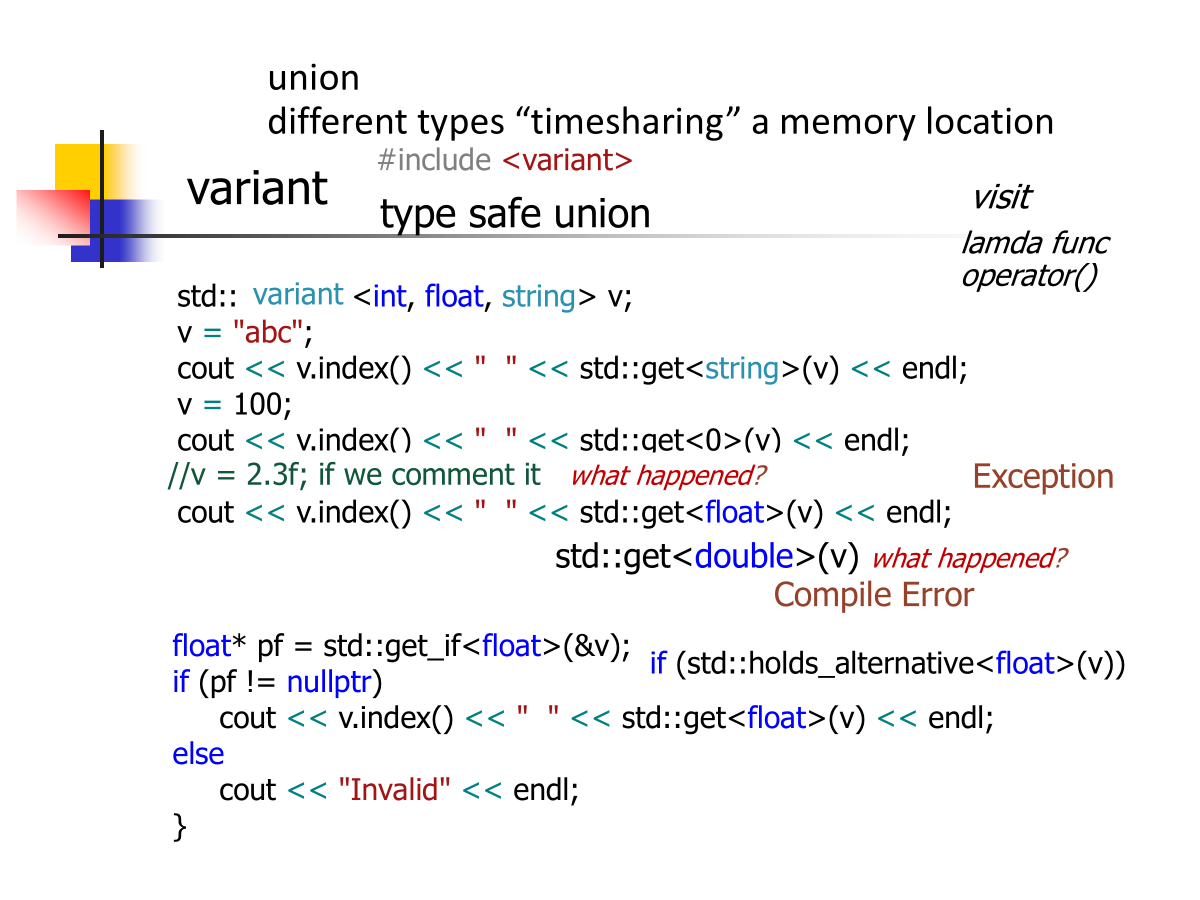 union
different types “timesharing” a memory location
#include <variant>
variant
type safe union
visit
lamda func
operator()
std:: variant <int, float, string> v;
v = "abc";
cout << v.index() << "  " << std::get<string>(v) << endl;
v = 100;
cout << v.index() << "  " << std::get<0>(v) << endl;
//v = 2.3f; if we comment it what happened? Exception
cout << v.index() << "  " << std::get<float>(v) << endl;
std::get<double>(v) what happened?
Compile Error
float* pf = std::get_if<float>(&v);
if (std::holds_alternative<float>(v))
if (pf != nullptr)
cout << v.index() << "  " << std::get<float>(v) << endl;
else
cout << "Invalid" << endl;
}